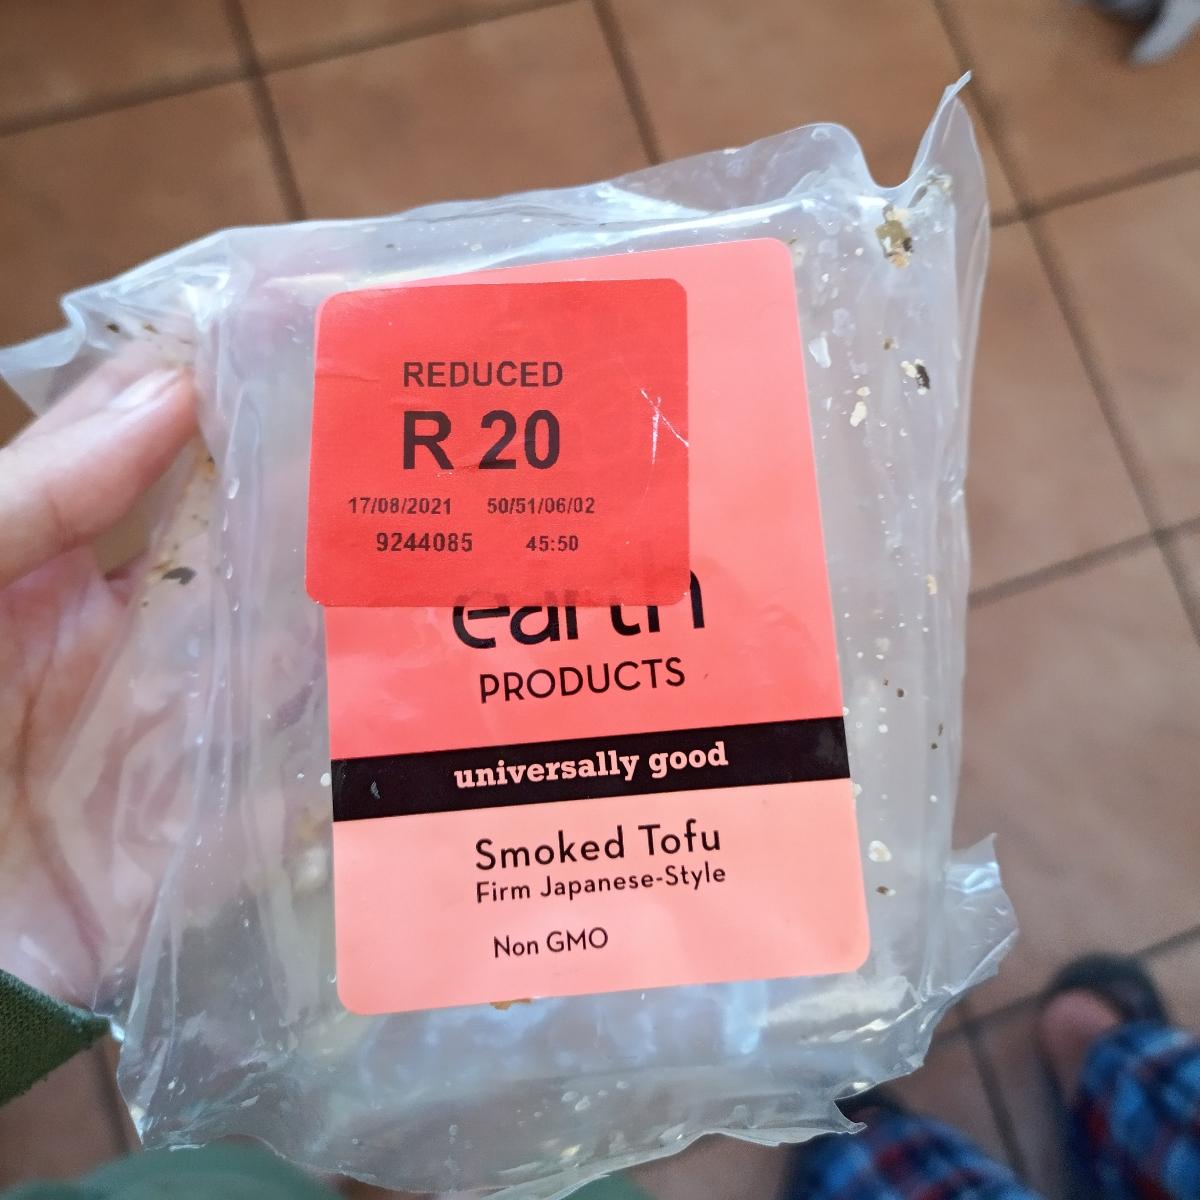 REDUCED
R 20
17/08/2021 50/51/06/02
9244085 45:50
earth
PRODUCTS
universally good
Smoked Tofu
Firm Japanese-Style
Non GMO